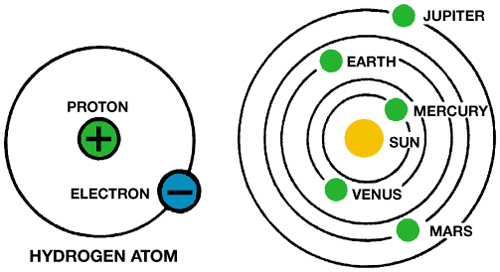 PROTON
+
ELECTRON
−
HYDROGEN ATOM
JUPITER
EARTH
MERCURY
SUN
VENUS
MARS